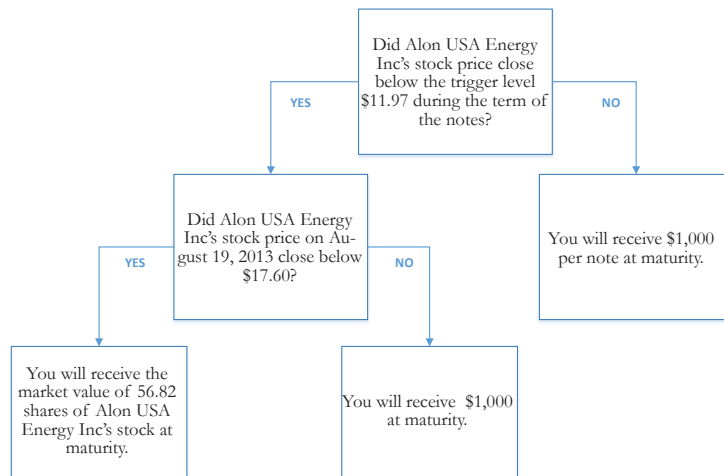 Did Alon USA Energy
Inc's stock price close
below the trigger level
$11.97 during the term of
the notes?
YES
NO
Did Alon USA Energy
Inc's stock price on Au-
gust 19, 2013 close below
$17.60?
You will receive $1,000
per note at maturity.
YES
NO
You will receive the
market value of 56.82
shares of Alon USA
Energy Inc's stock at
maturity.
You will receive $1,000
at maturity.